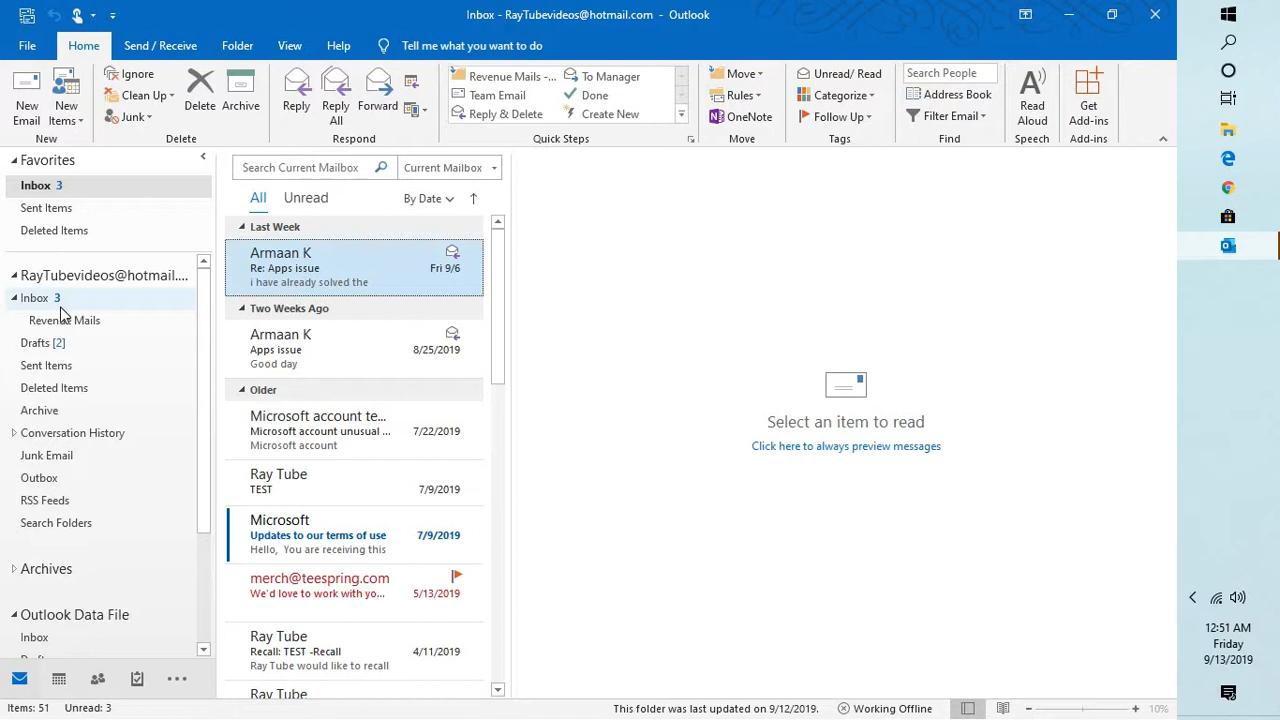 Inbox - RayTubevideos@hotmail.com - Outlook
File Home Send / Receive Folder View Help Tell me what you want to do
New Email
New Items
New
Ignore
Clean Up
Junk
Delete
Archive
Delete
Reply
Reply All
Forward
Respond
Revenue Mails -...
Team Email
Reply & Delete
To Manager
Done
Create New
Quick Steps
Move
Rules
OneNote
Move
Unread/ Read
Categorize
Follow Up
Tags
Search People
Address Book
Filter Email
Find
Read Aloud
Speech
Get Add-ins
Add-ins
Favorites
Inbox 3
Sent Items
Deleted Items
RayTubevideos@hotmail....
Inbox 3
Revenue Mails
Drafts [2]
Sent Items
Deleted Items
Archive
Conversation History
Junk Email
Outbox
RSS Feeds
Search Folders
Archives
Outlook Data File
Inbox
Search Current Mailbox Current Mailbox
All Unread By Date
Last Week
Armaan K
Re: Apps issue Fri 9/6
i have already solved the
Two Weeks Ago
Armaan K
Apps issue 8/25/2019
Good day
Older
Microsoft account te...
Microsoft account unusual ... 7/22/2019
Microsoft account
Ray Tube
TEST 7/9/2019
Microsoft
Updates to our terms of use 7/9/2019
Hello, You are receiving this
merch@teespring.com
We'd love to work with yo... 5/13/2019
Ray Tube
Recall: TEST -Recall 4/11/2019
Ray Tube would like to recall
Ray Tube
Select an item to read
Click here to always preview messages
Items: 51 Unread: 3
This folder was last updated on 9/12/2019. Working Offline 10%
12:51 AM
Friday
9/13/2019